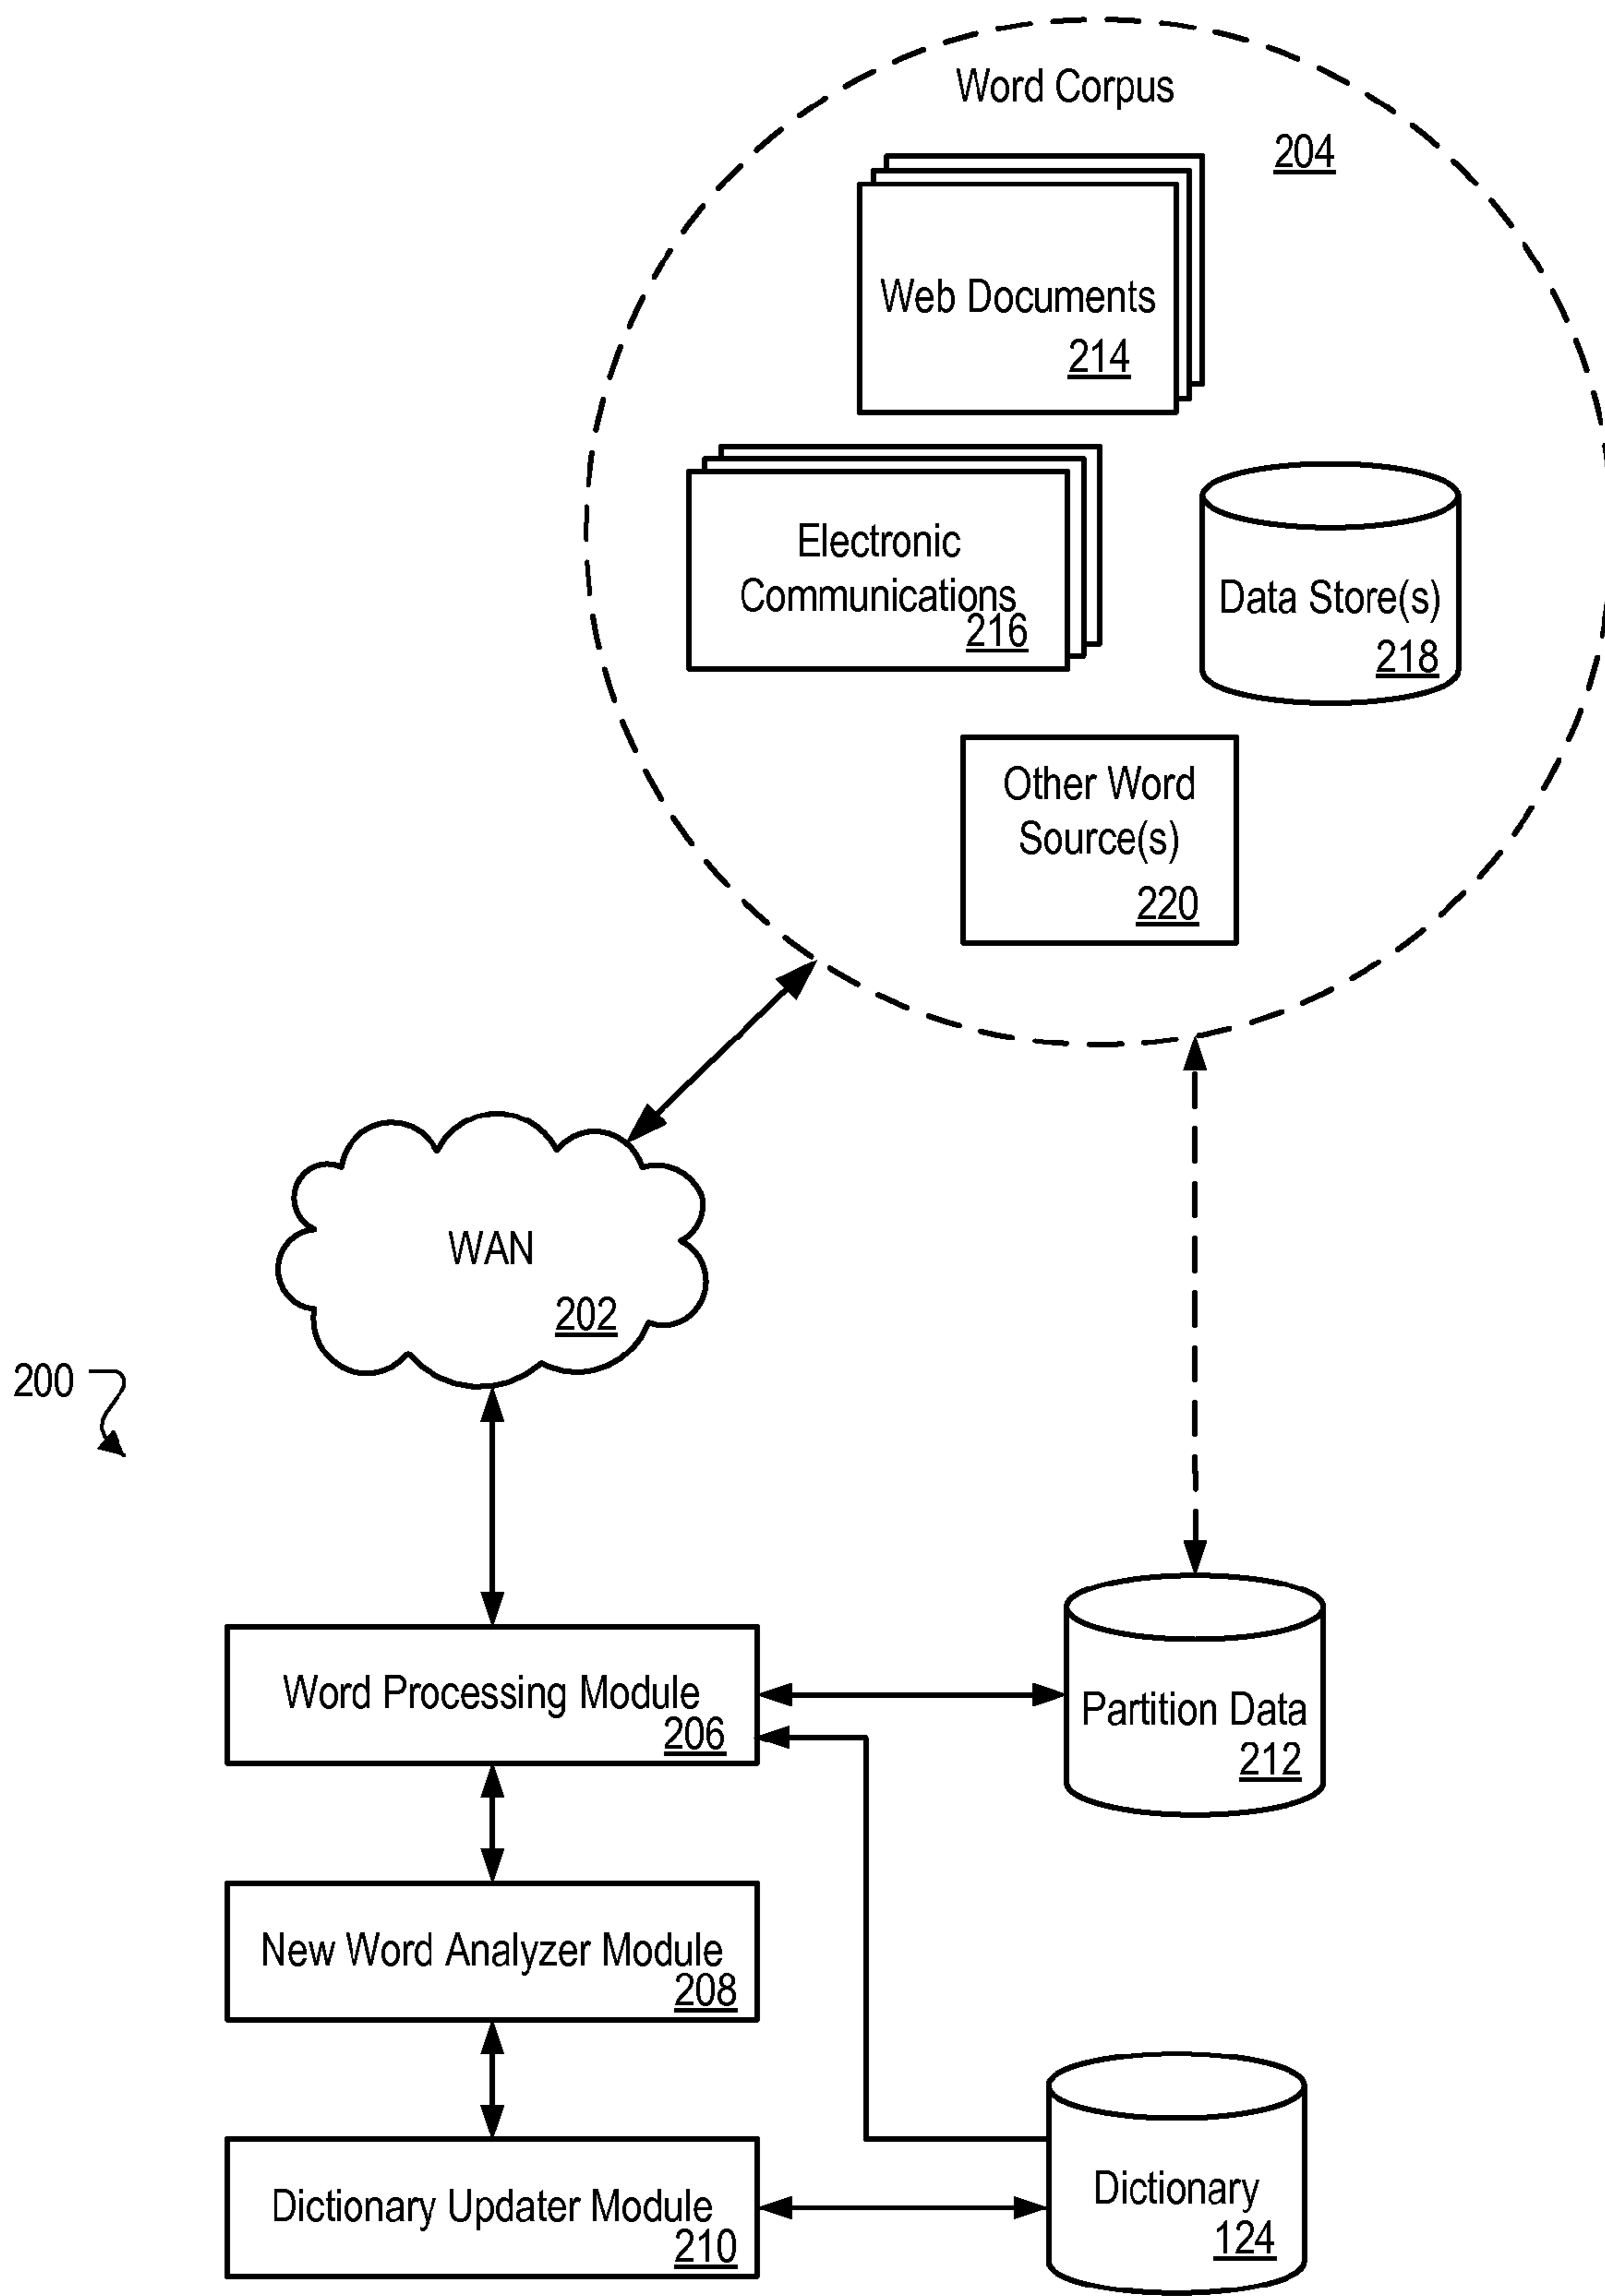 Word Corpus
204
Web Documents
214
Electronic
Communications
216
Data Store(s)
218
Other Word
Source(s)
220
WAN
202
200
Word Processing Module
206
Partition Data
212
New Word Analyzer Module
208
Dictionary Updater Module
210
Dictionary
124